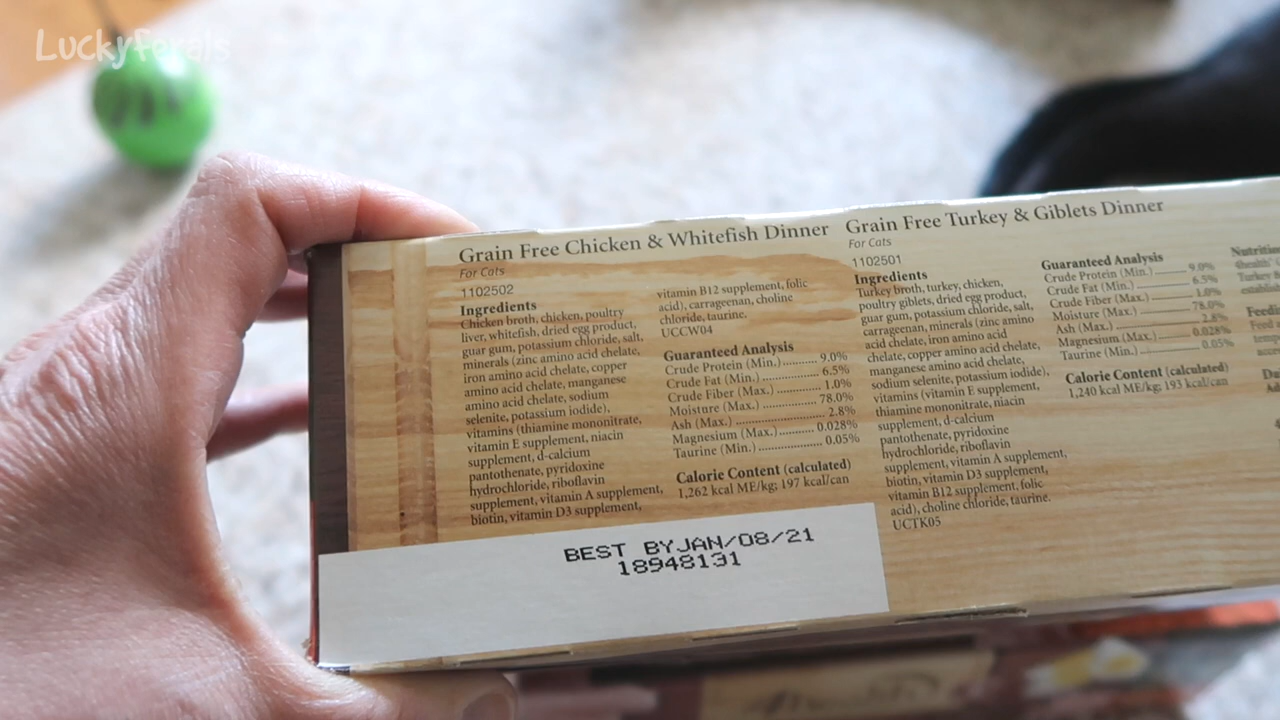 Luckyferals
Grain Free Chicken & Whitefish Dinner
For Cats
1102502
Ingredients
Chicken broth, chicken, poultry
liver, whitefish, dried egg product,
guar gum, potassium chloride, salt,
minerals (zinc amino acid chelate,
iron amino acid chelate, copper
amino acid chelate, manganese
amino acid chelate, sodium
selenite, potassium iodide),
vitamins (thiamine mononitrate,
vitamin E supplement, niacin
supplement, d-calcium
pantothenate, pyridoxine
hydrochloride, riboflavin
supplement, vitamin A supplement,
biotin, vitamin D3 supplement,
vitamin B12 supplement, folic
acid), carrageenan, choline
chloride, taurine.
UCCW04
Guaranteed Analysis
Crude Protein (Min.) 9.0%
Crude Fat (Min.) 6.5%
Crude Fiber (Max.) 1.0%
Moisture (Max.) 78.0%
Ash (Max.) 2.8%
Magnesium (Max.) 0.028%
Taurine (Min.) 0.05%
Calorie Content (calculated)
1,262 kcal ME/kg; 197 kcal/can
BEST BYJAN/08/21
18948131
Grain Free Turkey & Giblets Dinner
For Cats
1102501
Ingredients
Turkey broth, turkey, chicken,
poultry giblets, dried egg product,
guar gum, potassium chloride, salt,
carrageenan, minerals (zinc amino
acid chelate, iron amino acid
chelate, copper amino acid chelate,
manganese amino acid chelate,
sodium selenite, potassium iodide),
vitamins (vitamin E supplement,
thiamine mononitrate, niacin
supplement, d-calcium
pantothenate, pyridoxine
hydrochloride, riboflavin
supplement, vitamin A supplement,
biotin, vitamin D3 supplement,
vitamin B12 supplement, folic
acid), choline chloride, taurine.
UCTK05
Guaranteed Analysis
Crude Protein (Min.) 9.0%
Crude Fat (Min.) 6.5%
Crude Fiber (Max.) 1.0%
Moisture (Max.) 78.0%
Ash (Max.) 2.8%
Magnesium (Max.) 0.028%
Taurine (Min.) 0.05%
Calorie Content (calculated)
1,240 kcal ME/kg; 193 kcal/can